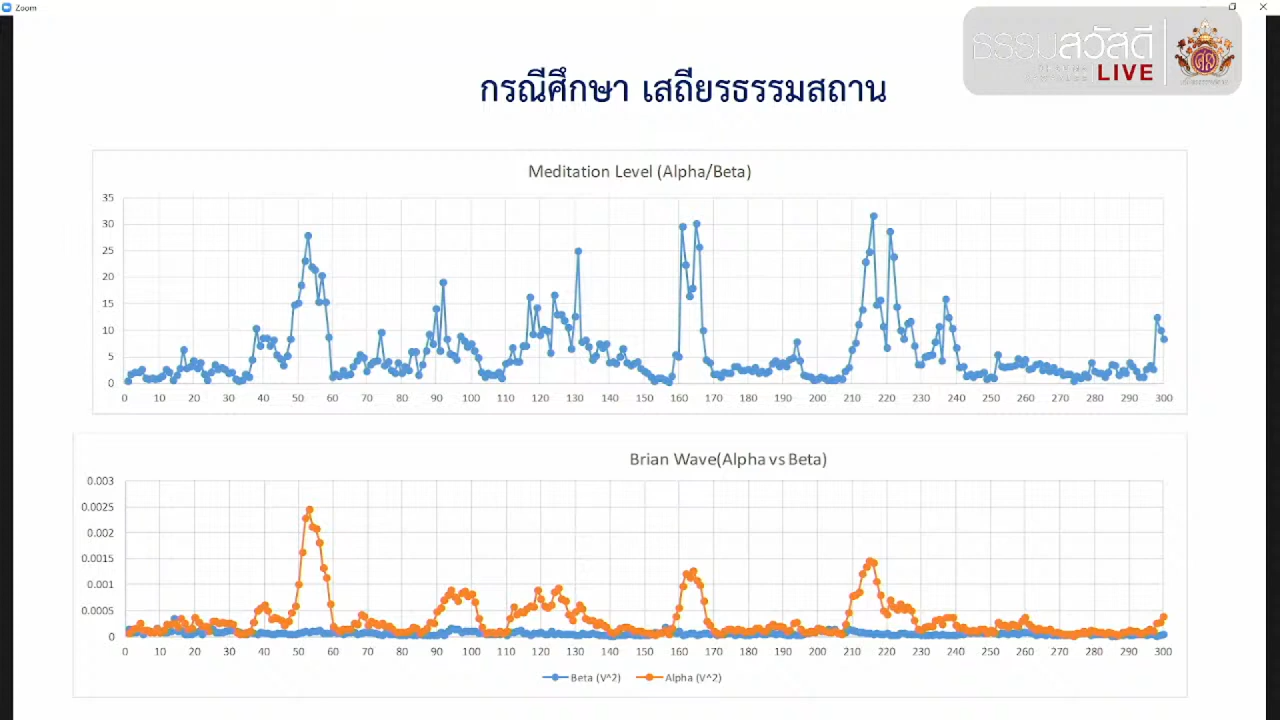 Zoom
ธรรมสวัสดี
LIVE
กรณีศึกษา เสถียรธรรมสถาน
Meditation Level (Alpha/Beta)
35
30
25
20
15
10
5
0
0 10 20 30 40 50 60 70 80 90 100 110 120 130 140 150 160 170 180 190 200 210 220 230 240 250 260 270 280 290 300
Brian Wave(Alpha vs Beta)
0.003
0.0025
0.002
0.0015
0.001
0.0005
0
0 10 20 30 40 50 60 70 80 90 100 110 120 130 140 150 160 170 180 190 200 210 220 230 240 250 260 270 280 290 300
Beta (V^2) Alpha (V^2)